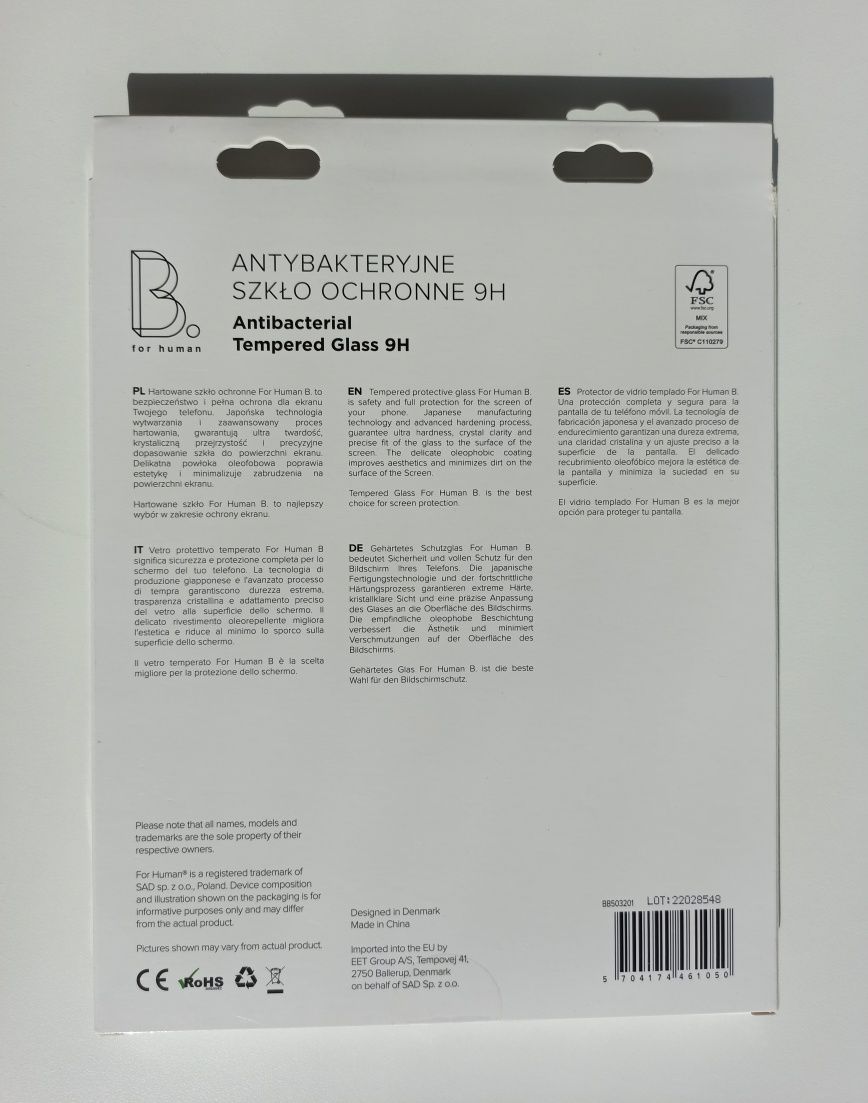 B.
for human
ANTYBAKTERYJNE
SZKŁO OCHRONNE 9H
Antibacterial
Tempered Glass 9H
FSC
www.fsc.org
MIX
Packaging from
responsible sources
FSC® C110279
PL Hartowane szkło ochronne For Human B. to
bezpieczeństwo i pełna ochrona dla ekranu
Twojego telefonu. Japońska technologia
wytwarzania i zaawansowany proces
hartowania, gwarantują ultra twardość,
krystaliczną przejrzystość i precyzyjne
dopasowanie szkła do powierzchni ekranu.
Delikatna powłoka oleofobowa poprawia
estetykę i minimalizuje zabrudzenia na
powierzchni ekranu.
Hartowane szkło For Human B. to najlepszy
wybór w zakresie ochrony ekranu.
EN Tempered protective glass For Human B.
is safety and full protection for the screen of
your phone. Japanese manufacturing
technology and advanced hardening process,
guarantee ultra hardness, crystal clarity and
precise fit of the glass to the surface of the
screen. The delicate oleophobic coating
improves aesthetics and minimizes dirt on the
surface of the Screen.
Tempered Glass For Human B. is the best
choice for screen protection.
ES Protector de vidrio templado For Human B.
Una protección completa y segura para la
pantalla de tu teléfono móvil. La tecnología de
fabricación japonesa y el avanzado proceso de
endurecimiento garantizan una dureza extrema,
una claridad cristalina y un ajuste preciso a la
superficie de la pantalla. El delicado
recubrimiento oleofóbico mejora la estética de
la pantalla y minimiza la suciedad en su
superficie.
El vidrio templado For Human B es la mejor
opción para proteger tu pantalla.
IT Vetro protettivo temperato For Human B
significa sicurezza e protezione completa per lo
schermo del tuo telefono. La tecnologia di
produzione giapponese e l'avanzato processo
di tempra garantiscono durezza estrema,
trasparenza cristallina e adattamento preciso
del vetro alla superficie dello schermo. Il
delicato rivestimento oleorepellente migliora
l'estetica e riduce al minimo lo sporco sulla
superficie dello schermo.
Il vetro temperato For Human B è la scelta
migliore per la protezione dello schermo.
DE Gehärtetes Schutzglas For Human B.
bedeutet Sicherheit und vollen Schutz für den
Bildschirm Ihres Telefons. Die japanische
Fertigungstechnologie und der fortschrittliche
Härtungsprozess garantieren extreme Härte,
kristallklare Sicht und eine präzise Anpassung
des Glases an die Oberfläche des Bildschirms.
Die empfindliche oleophobe Beschichtung
verbessert die Ästhetik und minimiert
Verschmutzungen auf der Oberfläche des
Bildschirms.
Gehärtetes Glas For Human B. ist die beste
Wahl für den Bildschirmschutz.
Please note that all names, models and
trademarks are the sole property of their
respective owners.
For Human® is a registered trademark of
SAD sp. z o.o., Poland. Device composition
and illustration shown on the packaging is for
informative purposes only and may differ
from the actual product.
Pictures shown may vary from actual product.
CE RoHS
Designed in Denmark
Made in China
Imported into the EU by
EET Group A/S, Tempovej 41,
2750 Ballerup, Denmark
on behalf of SAD Sp. z o.o.
BB503201 LOT:22028548
5 704174 461050